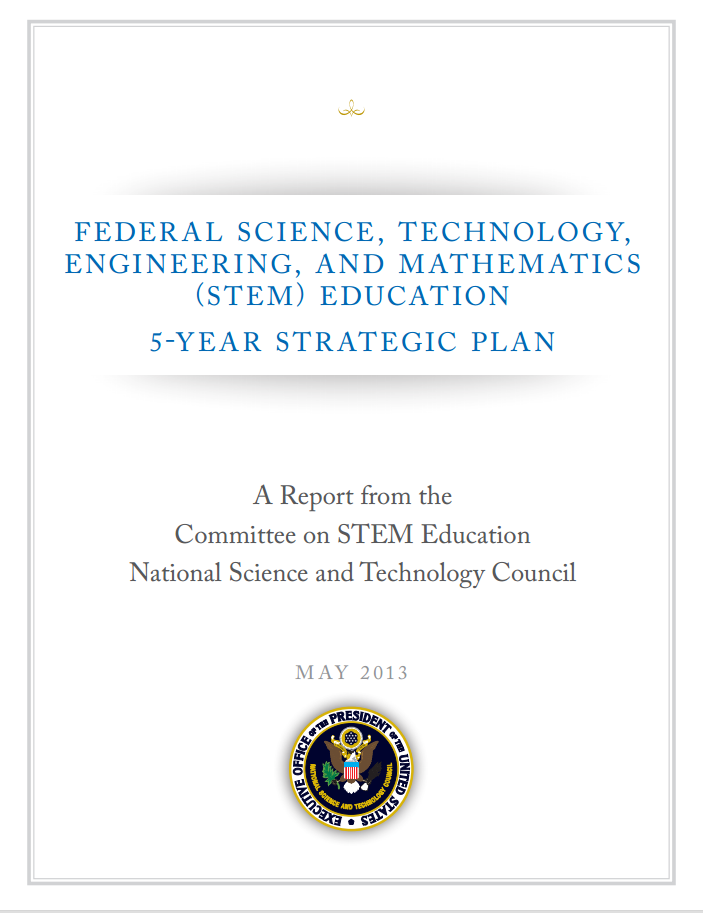 FEDERAL SCIENCE, TECHNOLOGY,
ENGINEERING, AND MATHEMATICS
(STEM) EDUCATION
5-YEAR STRATEGIC PLAN
A Report from the
Committee on STEM Education
National Science and Technology Council
MAY 2013
EXECUTIVE OFFICE OF THE PRESIDENT OF THE UNITED STATES
NATIONAL SCIENCE AND TECHNOLOGY COUNCIL